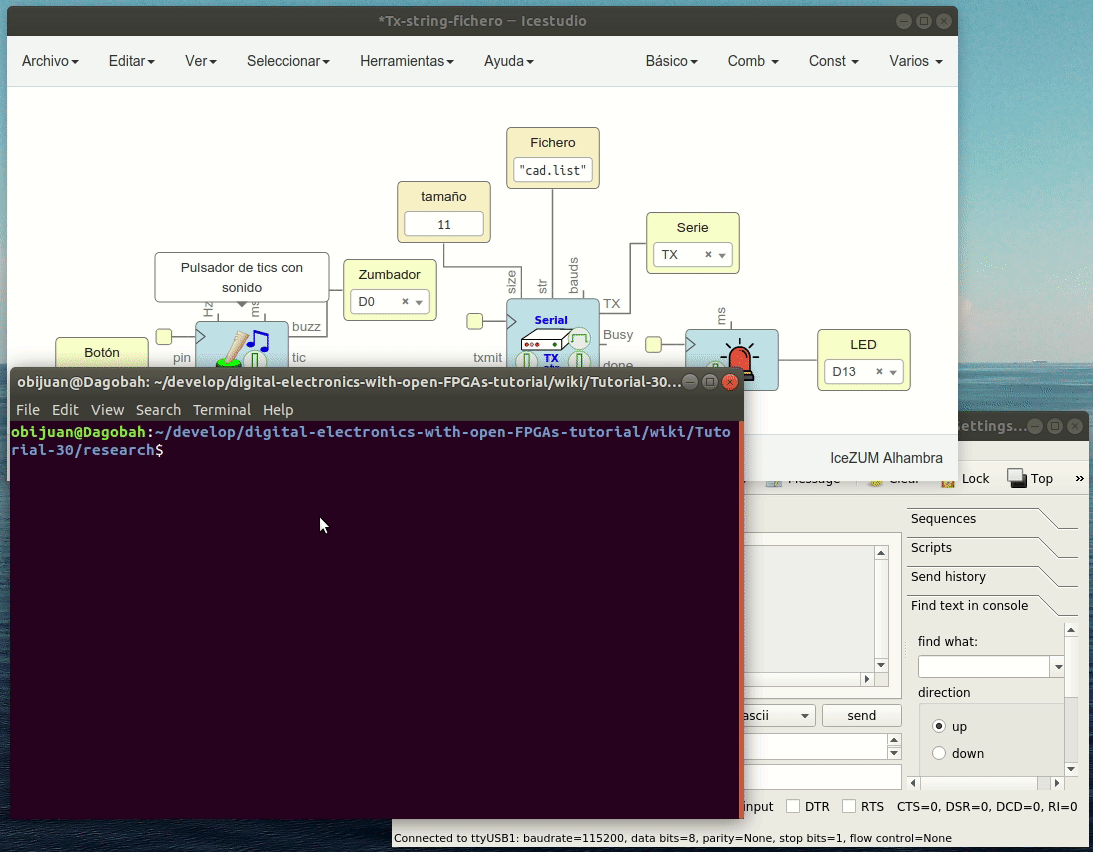 *Tx-string-fichero — Icestudio
Archivo Editar Ver Seleccionar Herramientas Ayuda Básico Comb Const Varios
Fichero
"cad.list"
tamaño
11
Serie
TX
Pulsador de tics con
sonido
Zumbador
D0
size
str
bauds
TX
Hz
ms
buzz
Serial
TX
str
Busy
ms
LED
D13
Botón
pin
tic
txmit
done
obijuan@Dagobah: ~/develop/digital-electronics-with-open-FPGAs-tutorial/wiki/Tutorial-30...
File Edit View Search Terminal Help
obijuan@Dagobah:~/develop/digital-electronics-with-open-FPGAs-tutorial/wiki/Tuto
rial-30/research$
IceZUM Alhambra
ettings...
Message Clear Lock Top »
Sequences
Scripts
Send history
Find text in console
find what:
direction
up
down
ascii send
input DTR RTS CTS=0, DSR=0, DCD=0, RI=0
Connected to ttyUSB1: baudrate=115200, data bits=8, parity=None, stop bits=1, flow control=None